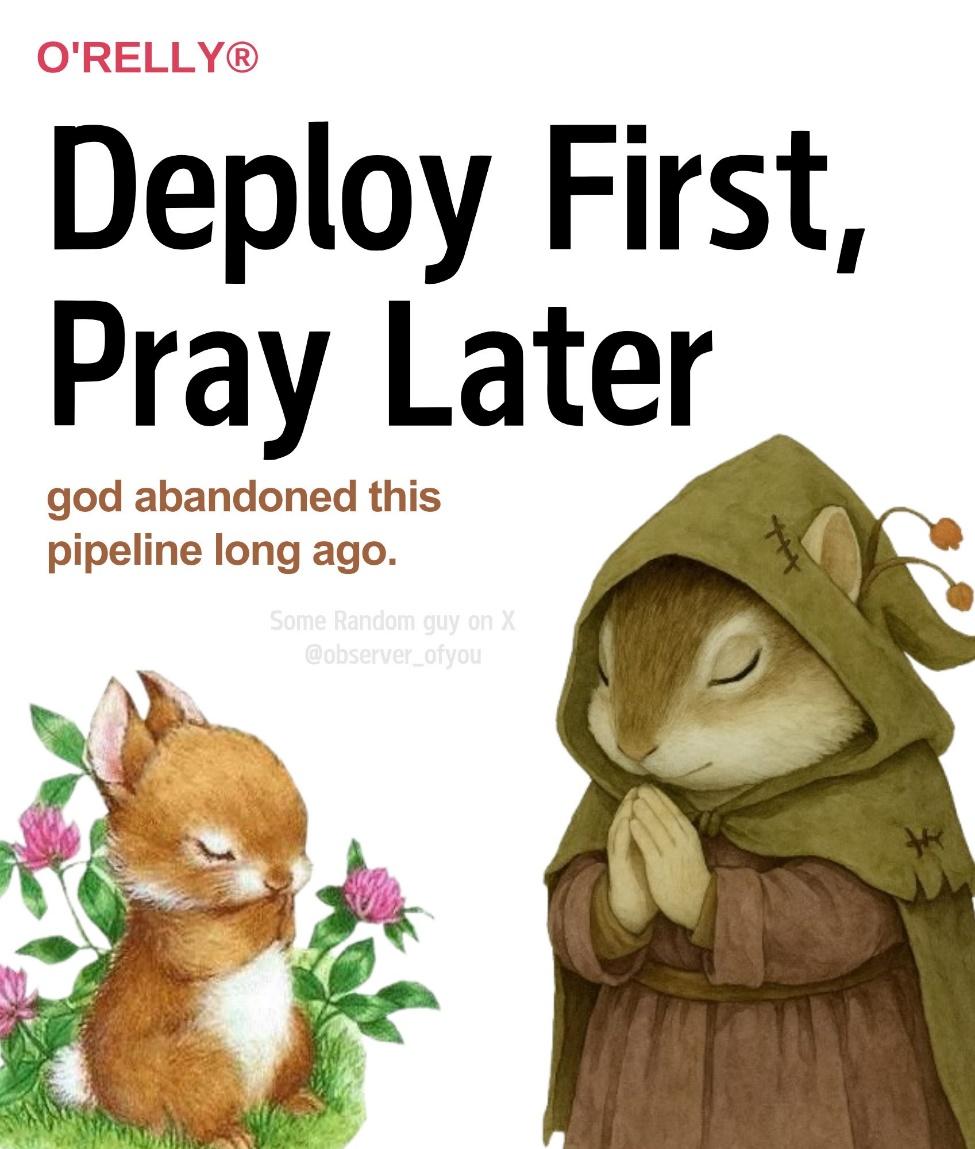 O'RELLY®
Deploy First,
Pray Later
god abandoned this
pipeline long ago.
Some Random guy on X
@observer_ofyou